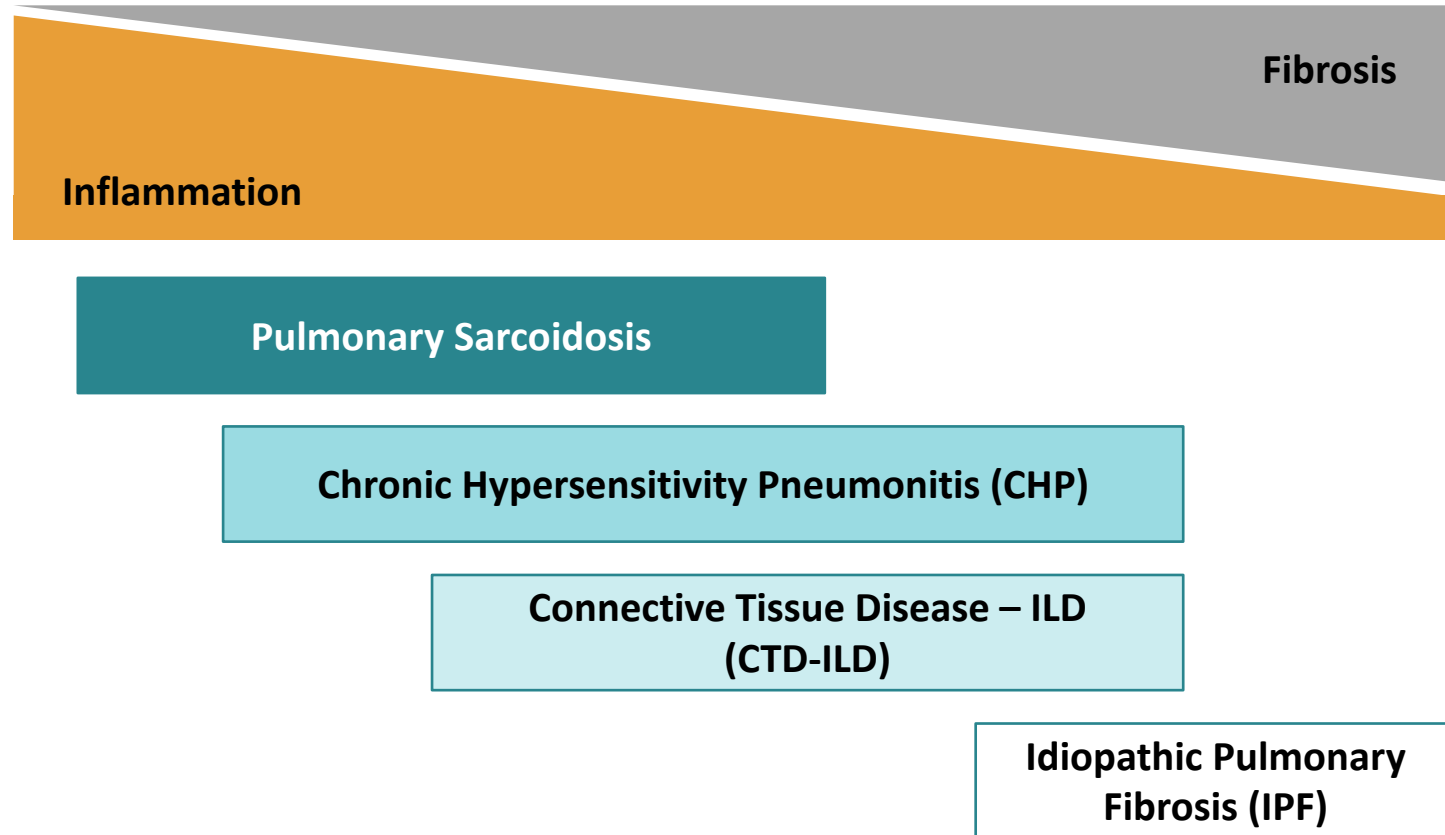 Fibrosis
Inflammation
Pulmonary Sarcoidosis
Chronic Hypersensitivity Pneumonitis (CHP)
Connective Tissue Disease – ILD
(CTD-ILD)
Idiopathic Pulmonary
Fibrosis (IPF)